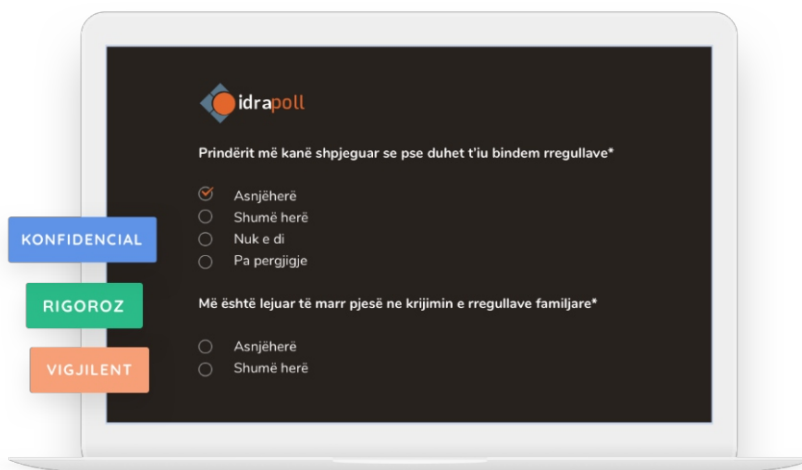 idrapoll
Prindërit më kanë shpjeguar se pse duhet t'iu bindem rregullave*
Asnjëherë
Shumë herë
Nuk e di
Pa pergjigje
Më është lejuar të marr pjesë ne krijimin e rregullave familjare*
Asnjëherë
Shumë herë
KONFIDENCIAL
RIGOROZ
VIGJILENT